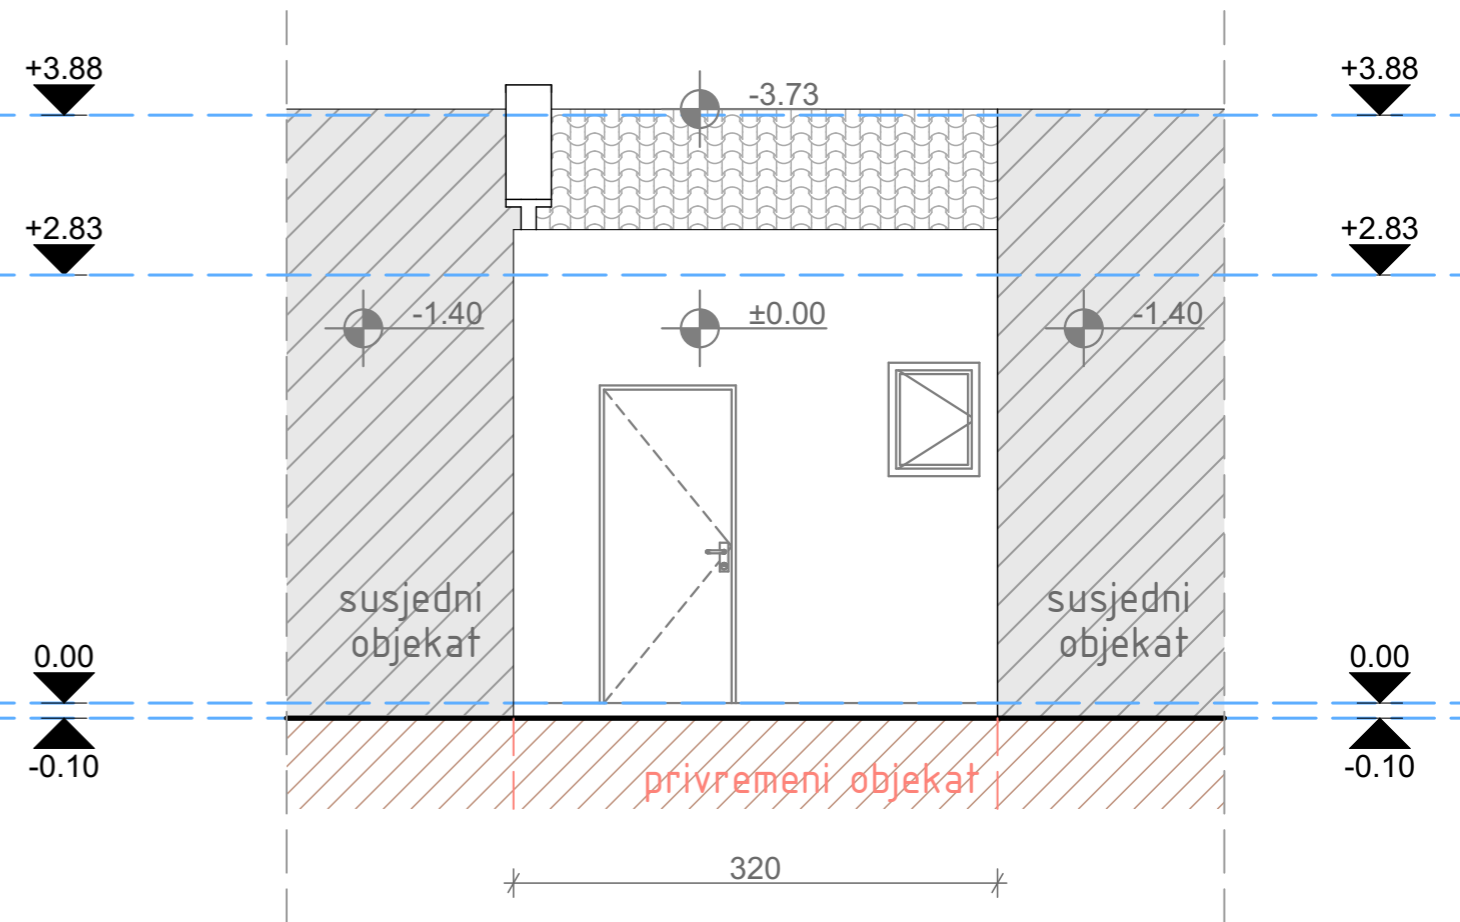 +3.88
+3.88
-3.73
+2.83
+2.83
-1.40
±0.00
-1.40
susjedni
objekat
susjedni
objekat
0.00
0.00
-0.10
-0.10
privremeni objekat
320